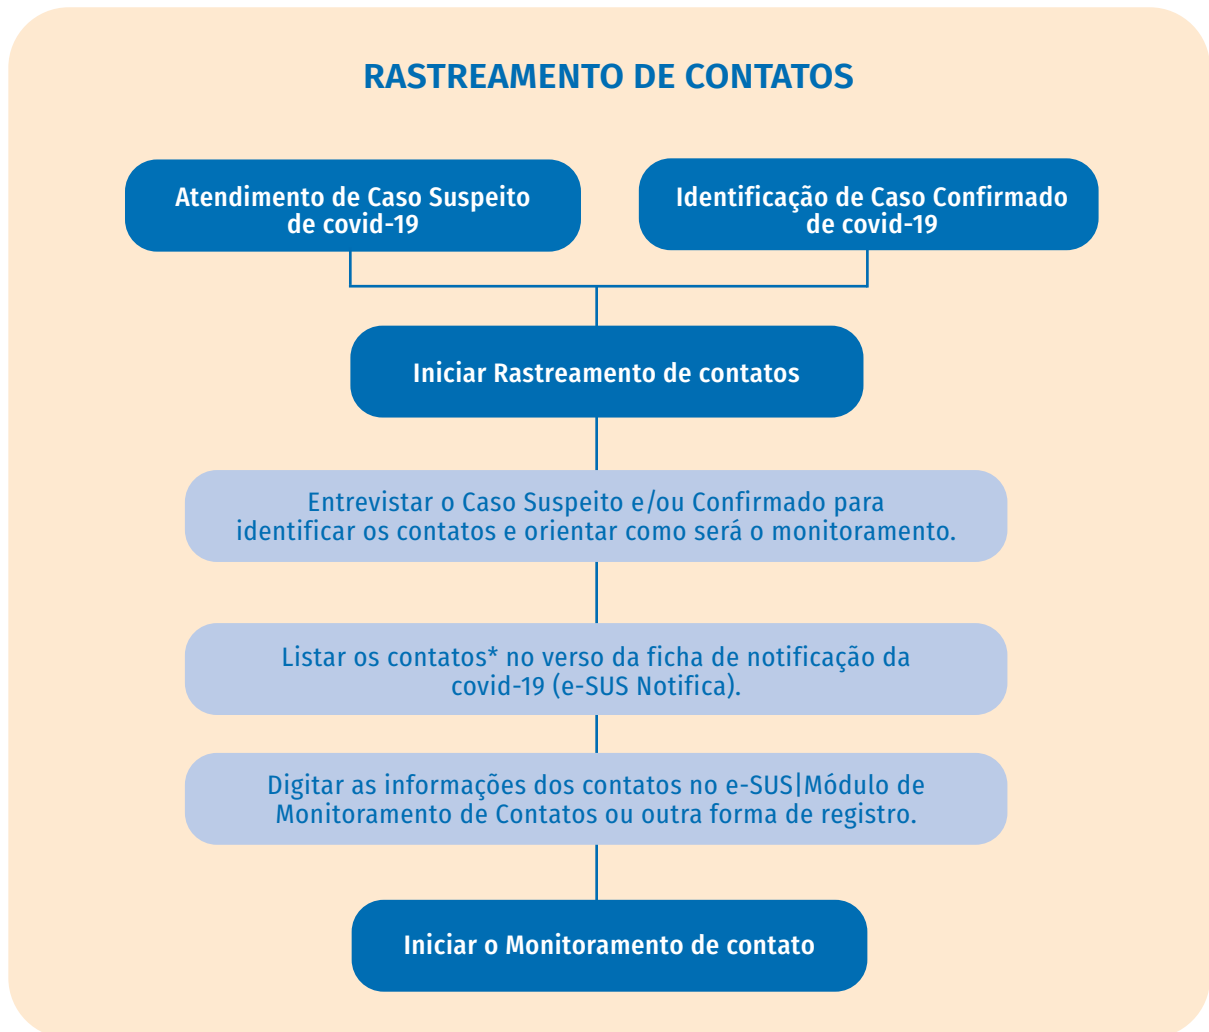 RASTREAMENTO DE CONTATOS
Atendimento de Caso Suspeito
de covid-19
Identificação de Caso Confirmado
de covid-19
Iniciar Rastreamento de contatos
Entrevistar o Caso Suspeito e/ou Confirmado para
identificar os contatos e orientar como será o monitoramento.
Listar os contatos* no verso da ficha de notificação da
covid-19 (e-SUS Notifica).
Digitar as informações dos contatos no e-SUS|Módulo de
Monitoramento de Contatos ou outra forma de registro.
Iniciar o Monitoramento de contato